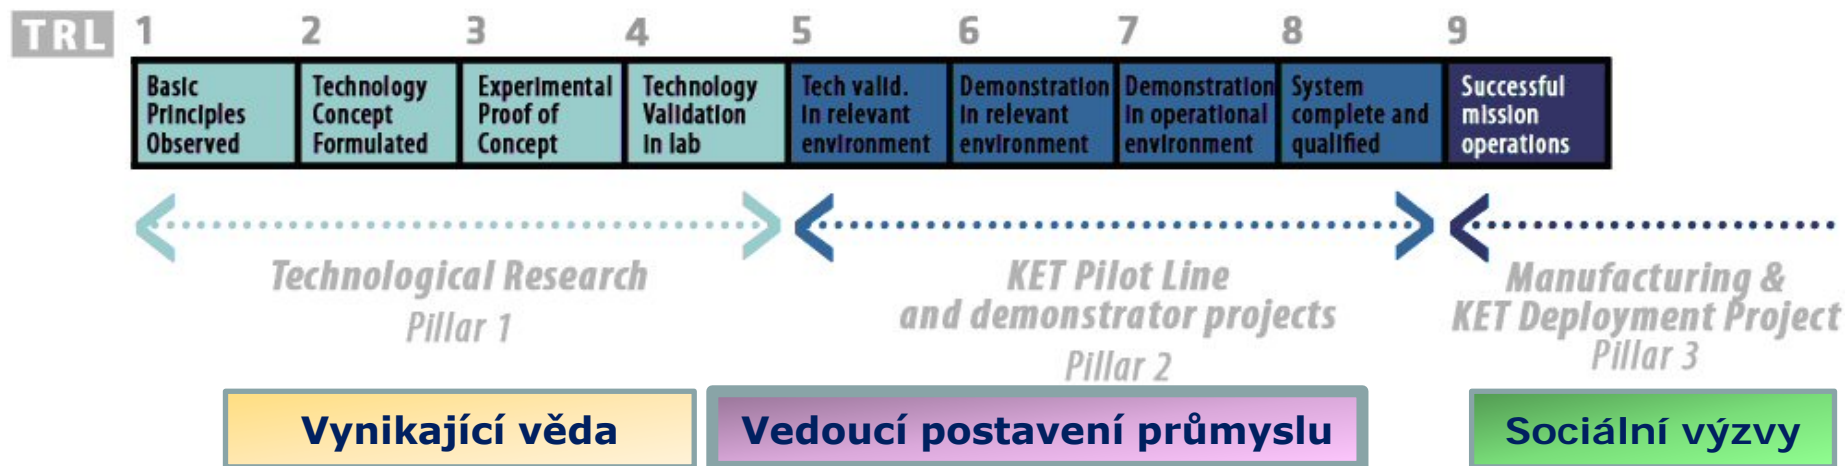 TRL 1 2 3 4 5 6 7 8 9
Basic
Principles
Observed
Technology
Concept
Formulated
Experimental
Proof of
Concept
Technology
Validation
in lab
Tech valid.
in relevant
environment
Demonstration
in relevant
environment
Demonstration
in operational
environment
System
complete and
qualified
Successful
mission
operations
Technological Research
Pillar 1
KET Pilot Line
and demonstrator projects
Pillar 2
Manufacturing &
KET Deployment Project
Pillar 3
Vynikající věda
Vedoucí postavení průmyslu
Sociální výzvy